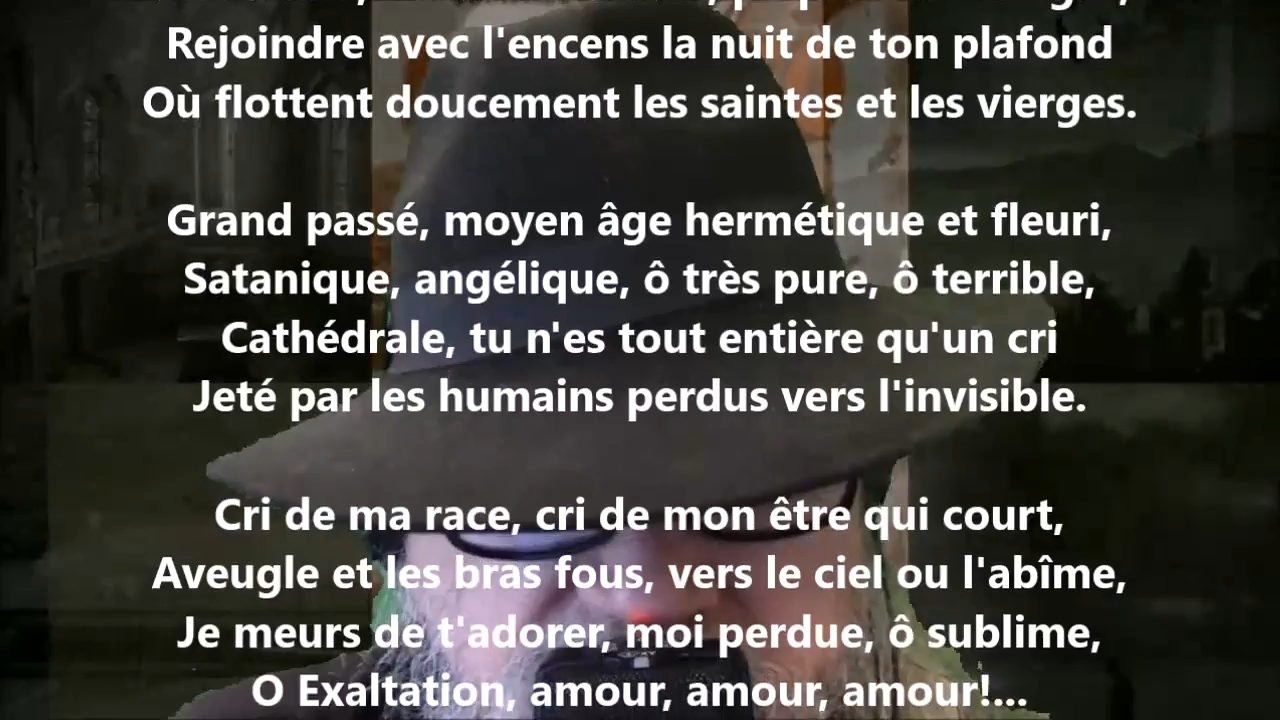 Rejoindre avec l'encens la nuit de ton plafond
Où flottent doucement les saintes et les vierges.
Grand passé, moyen âge hermétique et fleuri,
Satanique, angélique, ô très pure, ô terrible,
Cathédrale, tu n'es tout entière qu'un cri
Jeté par les humains perdus vers l'invisible.
Cri de ma race, cri de mon être qui court,
Aveugle et les bras fous, vers le ciel ou l'abîme,
Je meurs de t'adorer, moi perdue, ô sublime,
O Exaltation, amour, amour, amour!...